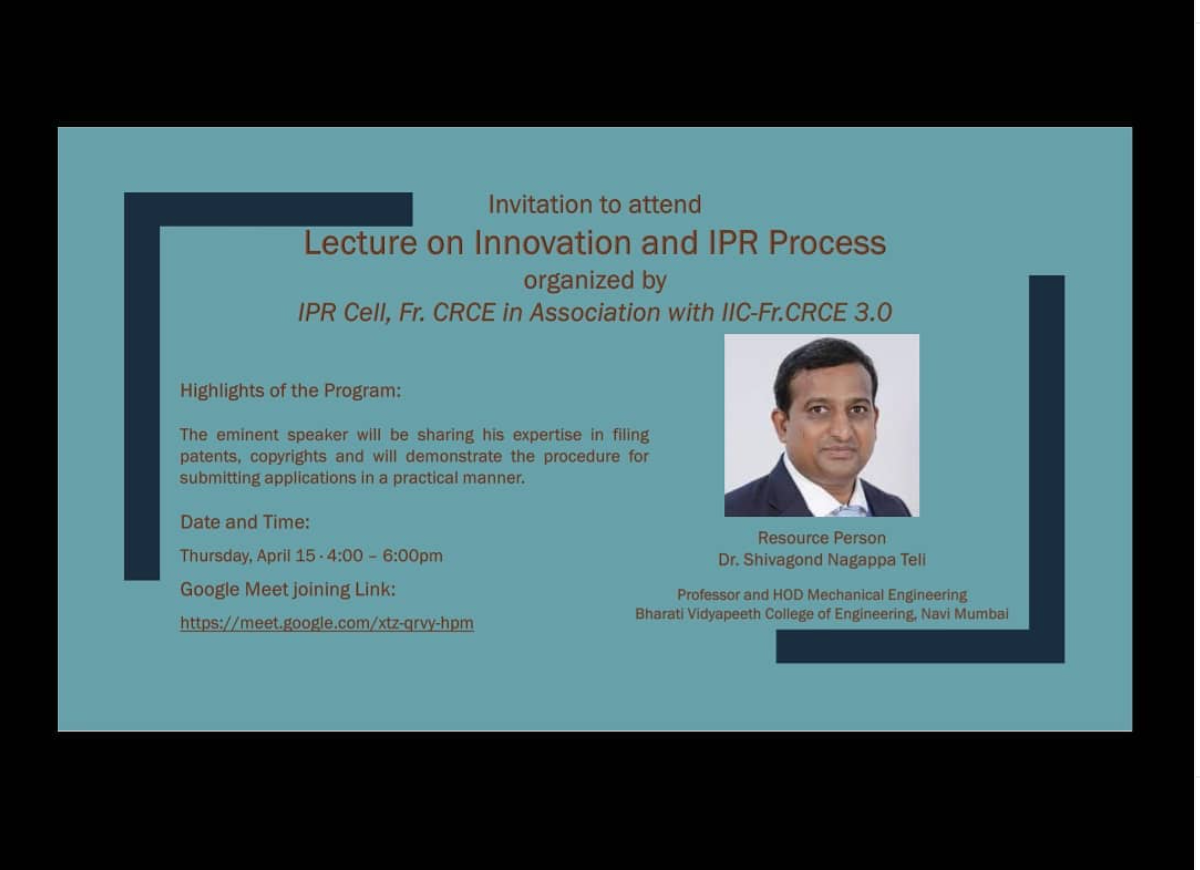 Invitation to attend
Lecture on Innovation and IPR Process
organized by
IPR Cell, Fr. CRCE in Association with IIC-Fr.CRCE 3.0
Highlights of the Program:
The eminent speaker will be sharing his expertise in filing
patents, copyrights and will demonstrate the procedure for
submitting applications in a practical manner.
Date and Time:
Thursday, April 15 · 4:00 – 6:00pm
Google Meet joining Link:
https://meet.google.com/xtz-qrvy-hpm
Resource Person
Dr. Shivagond Nagappa Teli
Professor and HOD Mechanical Engineering
Bharati Vidyapeeth College of Engineering, Navi Mumbai